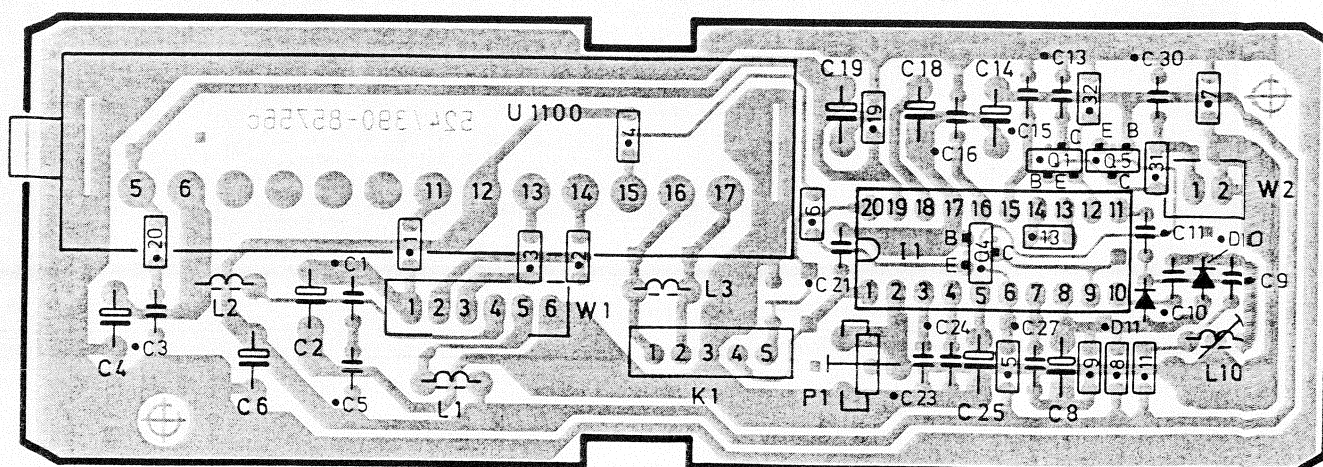 C13 C30
C19 C18 C14
524/390-85756c U1100 4 19 C15 C E B 32 7
C16 Q1 Q5 31
B E C
5 6 11 12 13 14 15 16 17 1 2 W2
6 20 19 18 17 16 15 14 13 12 11
20 1 3 2 B Q4 C 13 C11 D10
I1 E
C1 C21 C9
L2 1 2 3 4 5 6 W1 L3 1 2 3 4 5 6 7 8 9 10 C10
C4 C3 C2 C24 C27 D11
1 2 3 4 5 5 9 8 11 L10
C6 C5 L1 K1 P1 C23 C25 C8